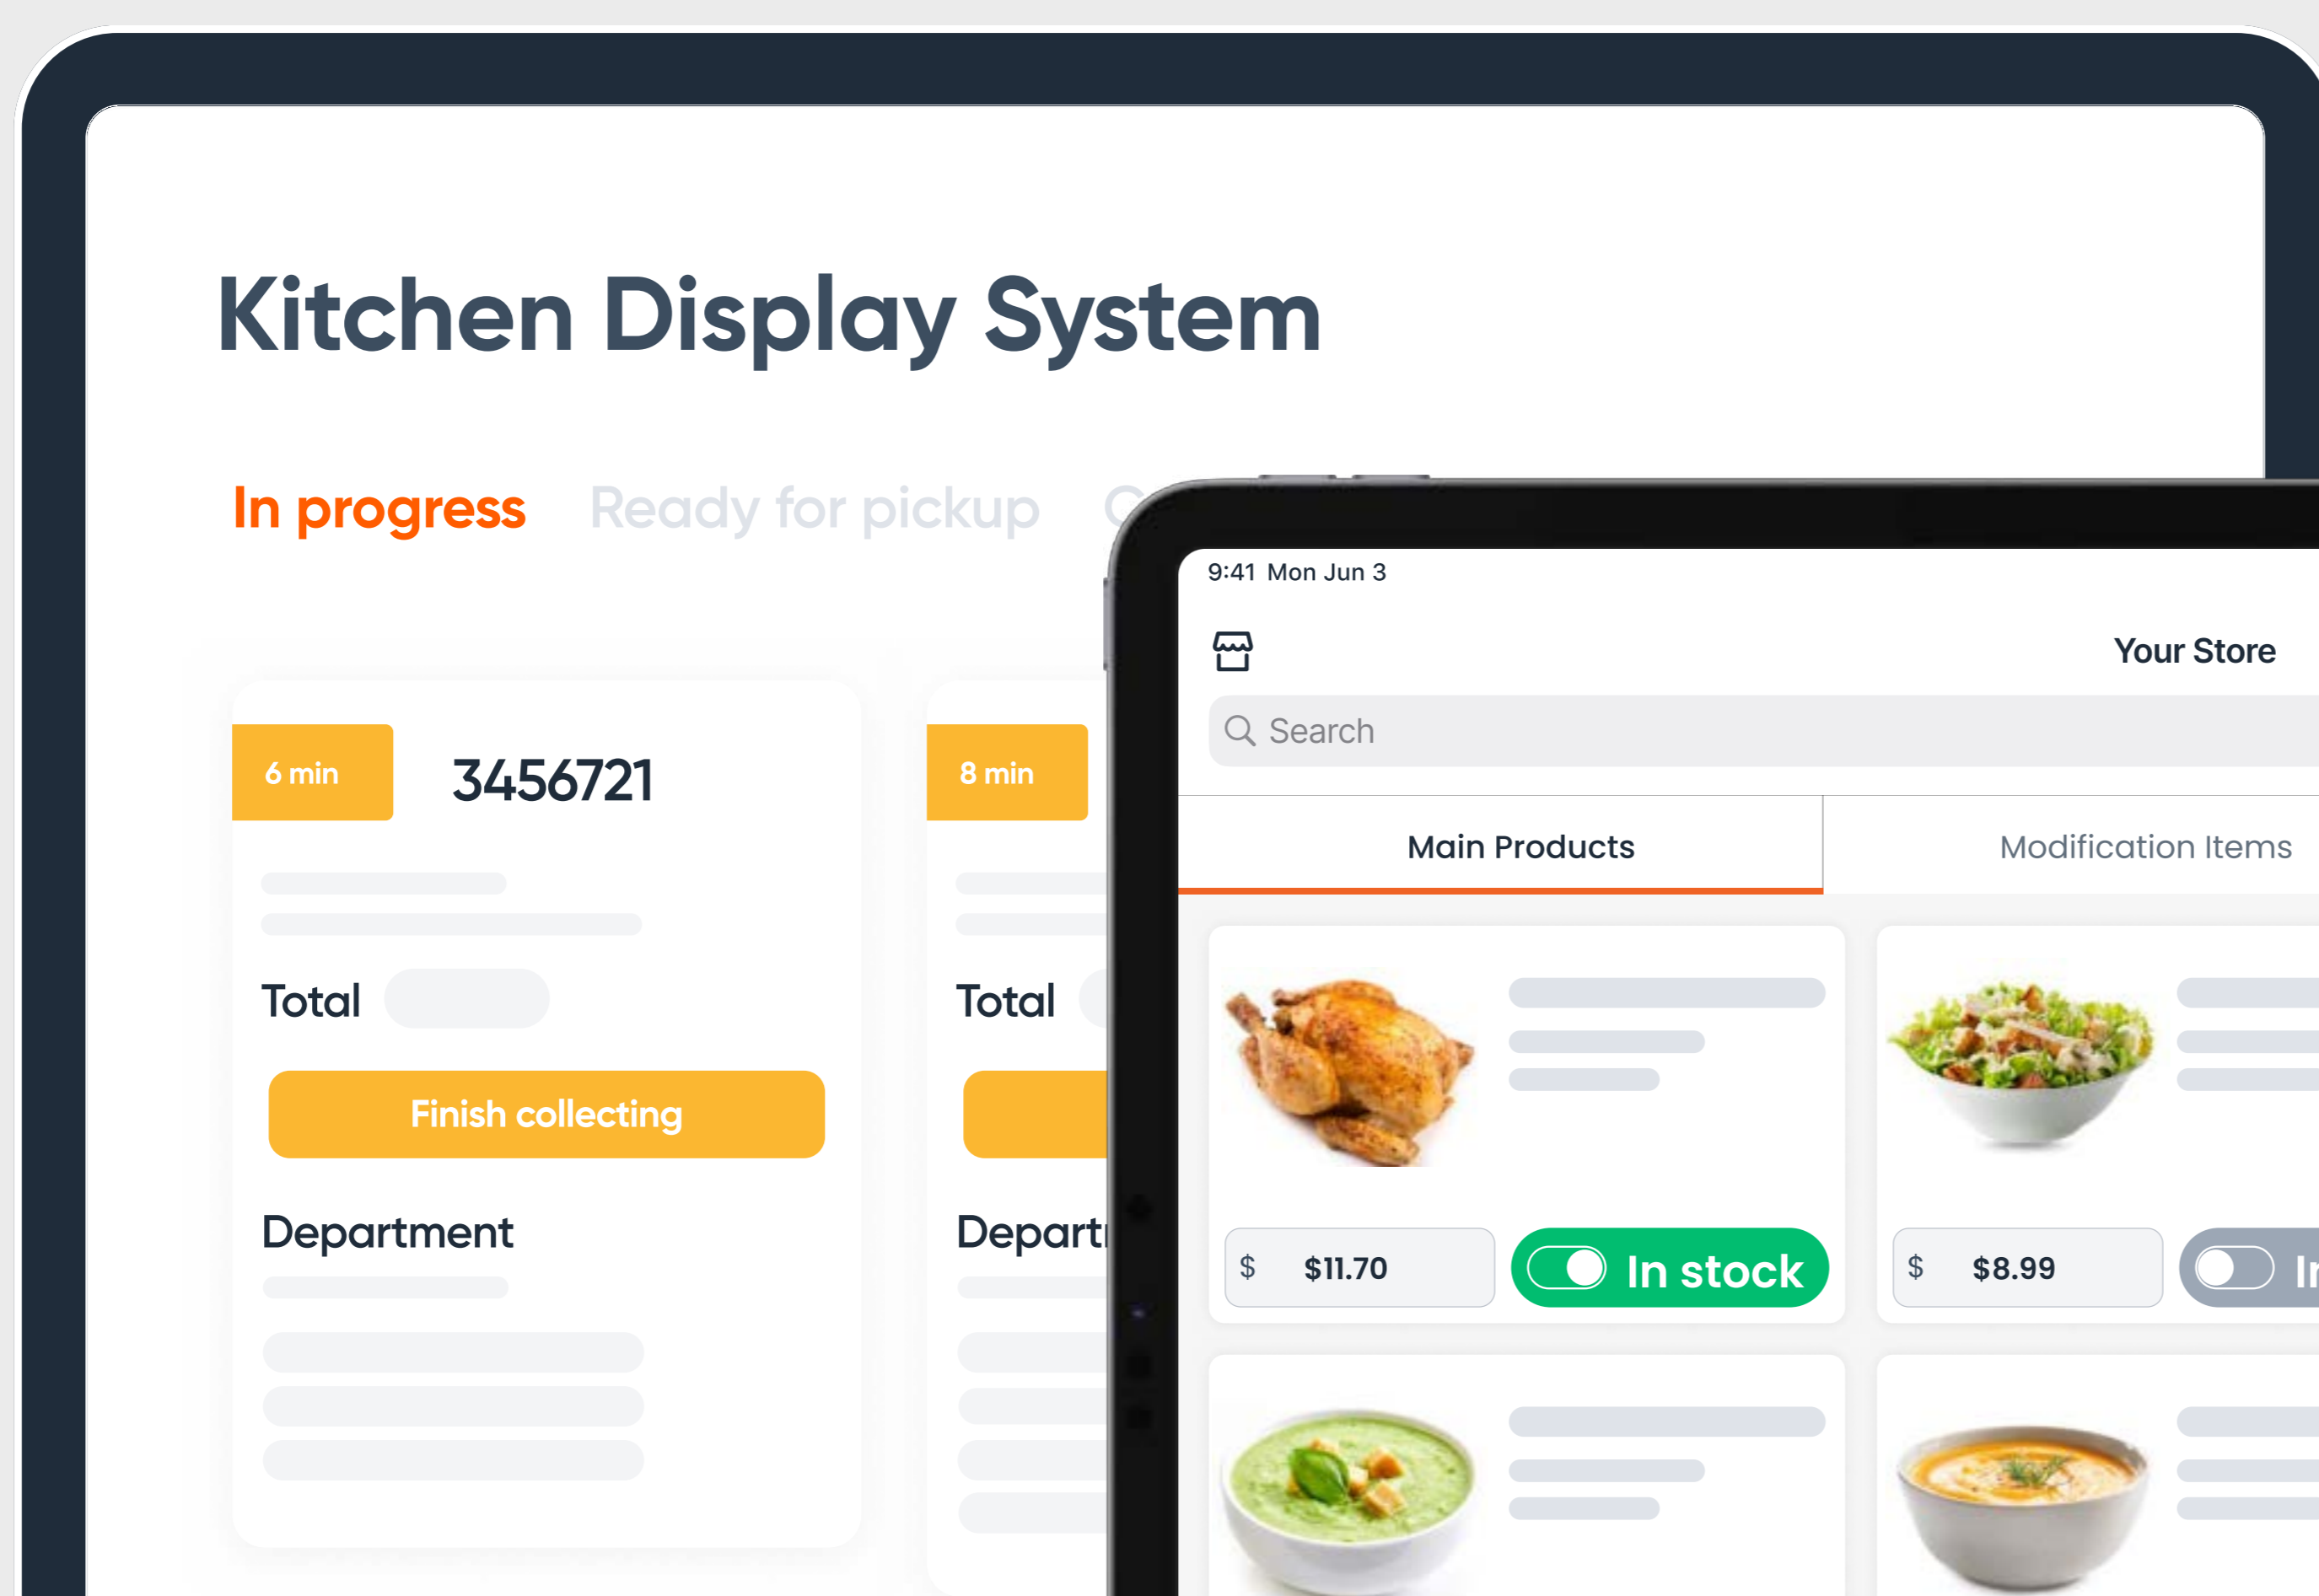 Kitchen Display System
In progress Ready for pickup
6 min 3456721
Total
Finish collecting
Department
8 min
Total
9:41 Mon Jun 3
Your Store
Search
Main Products Modification Items
$ $11.70 In stock
$ $8.99